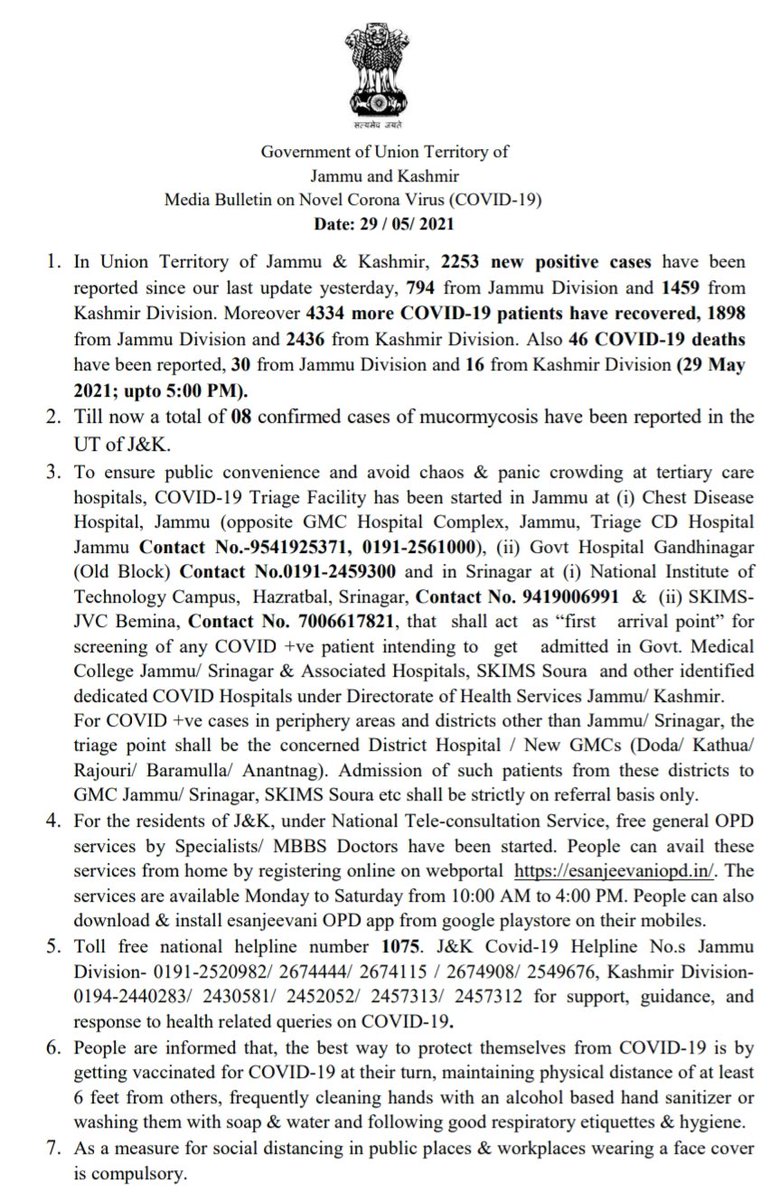 सत्यमेव जयते
Government of Union Territory of
Jammu and Kashmir
Media Bulletin on Novel Corona Virus (COVID-19)
Date: 29 / 05/ 2021
1. In Union Territory of Jammu & Kashmir, 2253 new positive cases have been
reported since our last update yesterday, 794 from Jammu Division and 1459 from
Kashmir Division. Moreover 4334 more COVID-19 patients have recovered, 1898
from Jammu Division and 2436 from Kashmir Division. Also 46 COVID-19 deaths
have been reported, 30 from Jammu Division and 16 from Kashmir Division (29 May
2021; upto 5:00 PM).
2. Till now a total of 08 confirmed cases of mucormycosis have been reported in the
UT of J&K.
3. To ensure public convenience and avoid chaos & panic crowding at tertiary care
hospitals, COVID-19 Triage Facility has been started in Jammu at (i) Chest Disease
Hospital, Jammu (opposite GMC Hospital Complex, Jammu, Triage CD Hospital
Jammu Contact No.-9541925371, 0191-2561000), (ii) Govt Hospital Gandhinagar
(Old Block) Contact No.0191-2459300 and in Srinagar at (i) National Institute of
Technology Campus, Hazratbal, Srinagar, Contact No. 9419006991 & (ii) SKIMS-
JVC Bemina, Contact No. 7006617821, that shall act as “first arrival point” for
screening of any COVID +ve patient intending to get admitted in Govt. Medical
College Jammu/ Srinagar & Associated Hospitals, SKIMS Soura and other identified
dedicated COVID Hospitals under Directorate of Health Services Jammu/ Kashmir.
For COVID +ve cases in periphery areas and districts other than Jammu/ Srinagar, the
triage point shall be the concerned District Hospital / New GMCs (Doda/ Kathua/
Rajouri/ Baramulla/ Anantnag). Admission of such patients from these districts to
GMC Jammu/ Srinagar, SKIMS Soura etc shall be strictly on referral basis only.
4. For the residents of J&K, under National Tele-consultation Service, free general OPD
services by Specialists/ MBBS Doctors have been started. People can avail these
services from home by registering online on webportal https://esanjeevaniopd.in/. The
services are available Monday to Saturday from 10:00 AM to 4:00 PM. People can also
download & install esanjeevani OPD app from google playstore on their mobiles.
5. Toll free national helpline number 1075. J&K Covid-19 Helpline No.s Jammu
Division- 0191-2520982/ 2674444/ 2674115 / 2674908/ 2549676, Kashmir Division-
0194-2440283/ 2430581/ 2452052/ 2457313/ 2457312 for support, guidance, and
response to health related queries on COVID-19.
6. People are informed that, the best way to protect themselves from COVID-19 is by
getting vaccinated for COVID-19 at their turn, maintaining physical distance of at least
6 feet from others, frequently cleaning hands with an alcohol based hand sanitizer or
washing them with soap & water and following good respiratory etiquettes & hygiene.
7. As a measure for social distancing in public places & workplaces wearing a face cover
is compulsory.